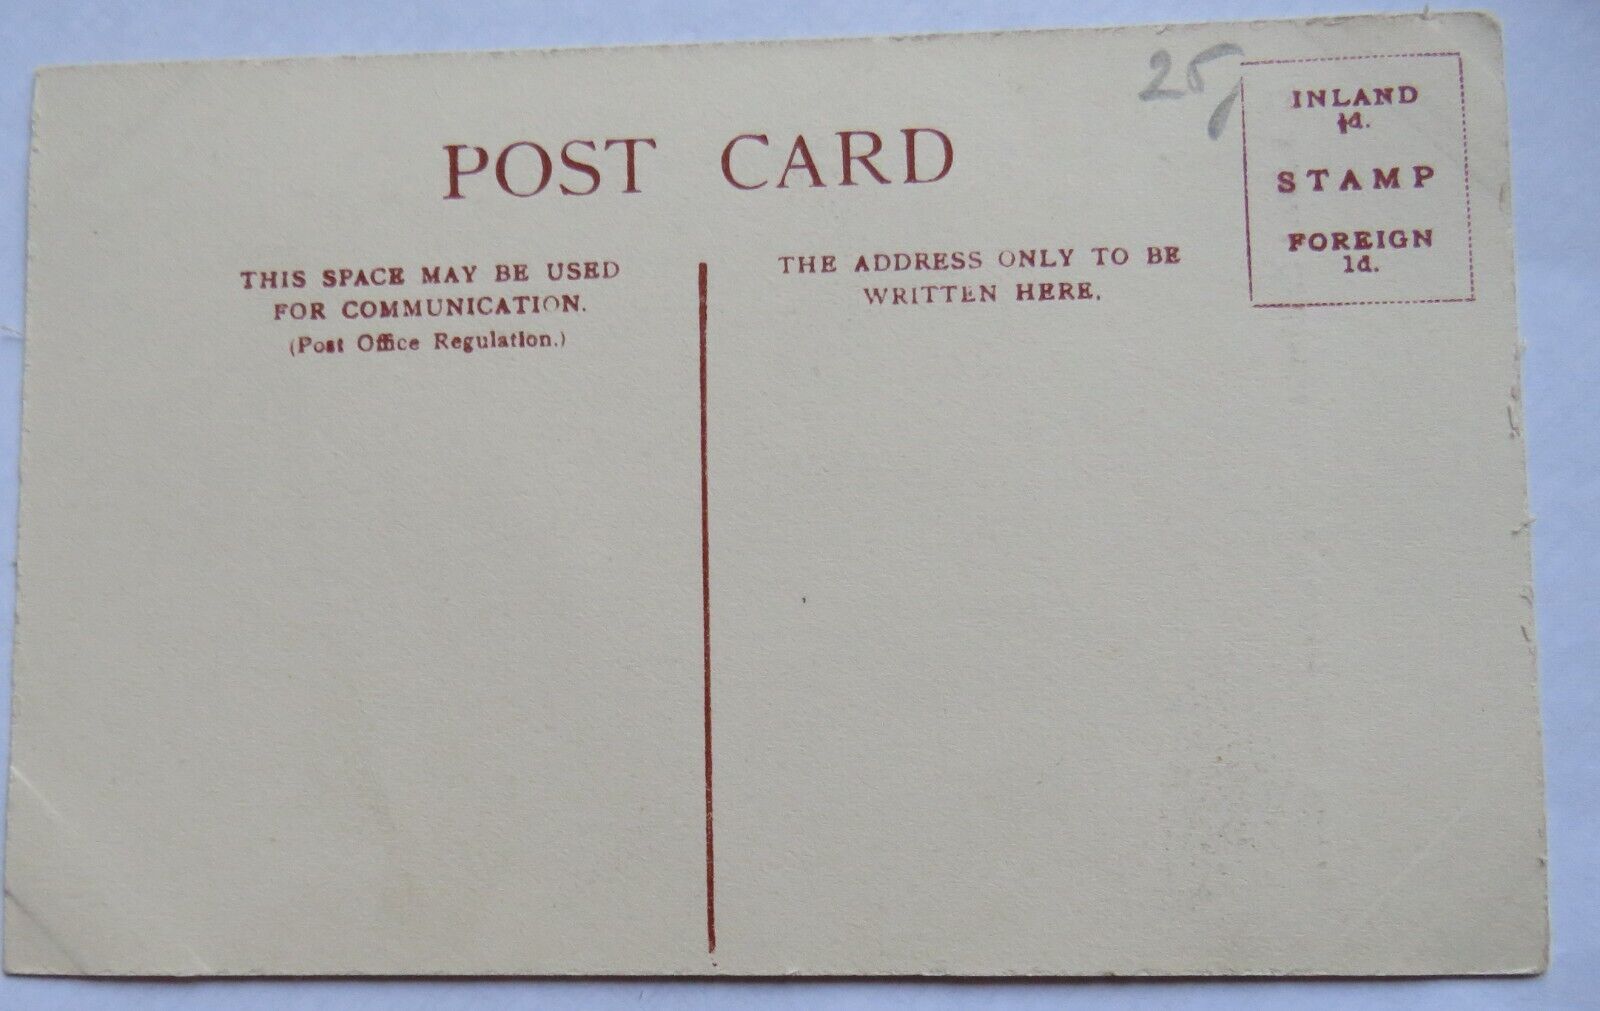 25/
POST CARD
THIS SPACE MAY BE USED
FOR COMMUNICATION.
(Post Office Regulation.)
THE ADDRESS ONLY TO BE
WRITTEN HERE.
INLAND
½d.
STAMP
FOREIGN
1d.